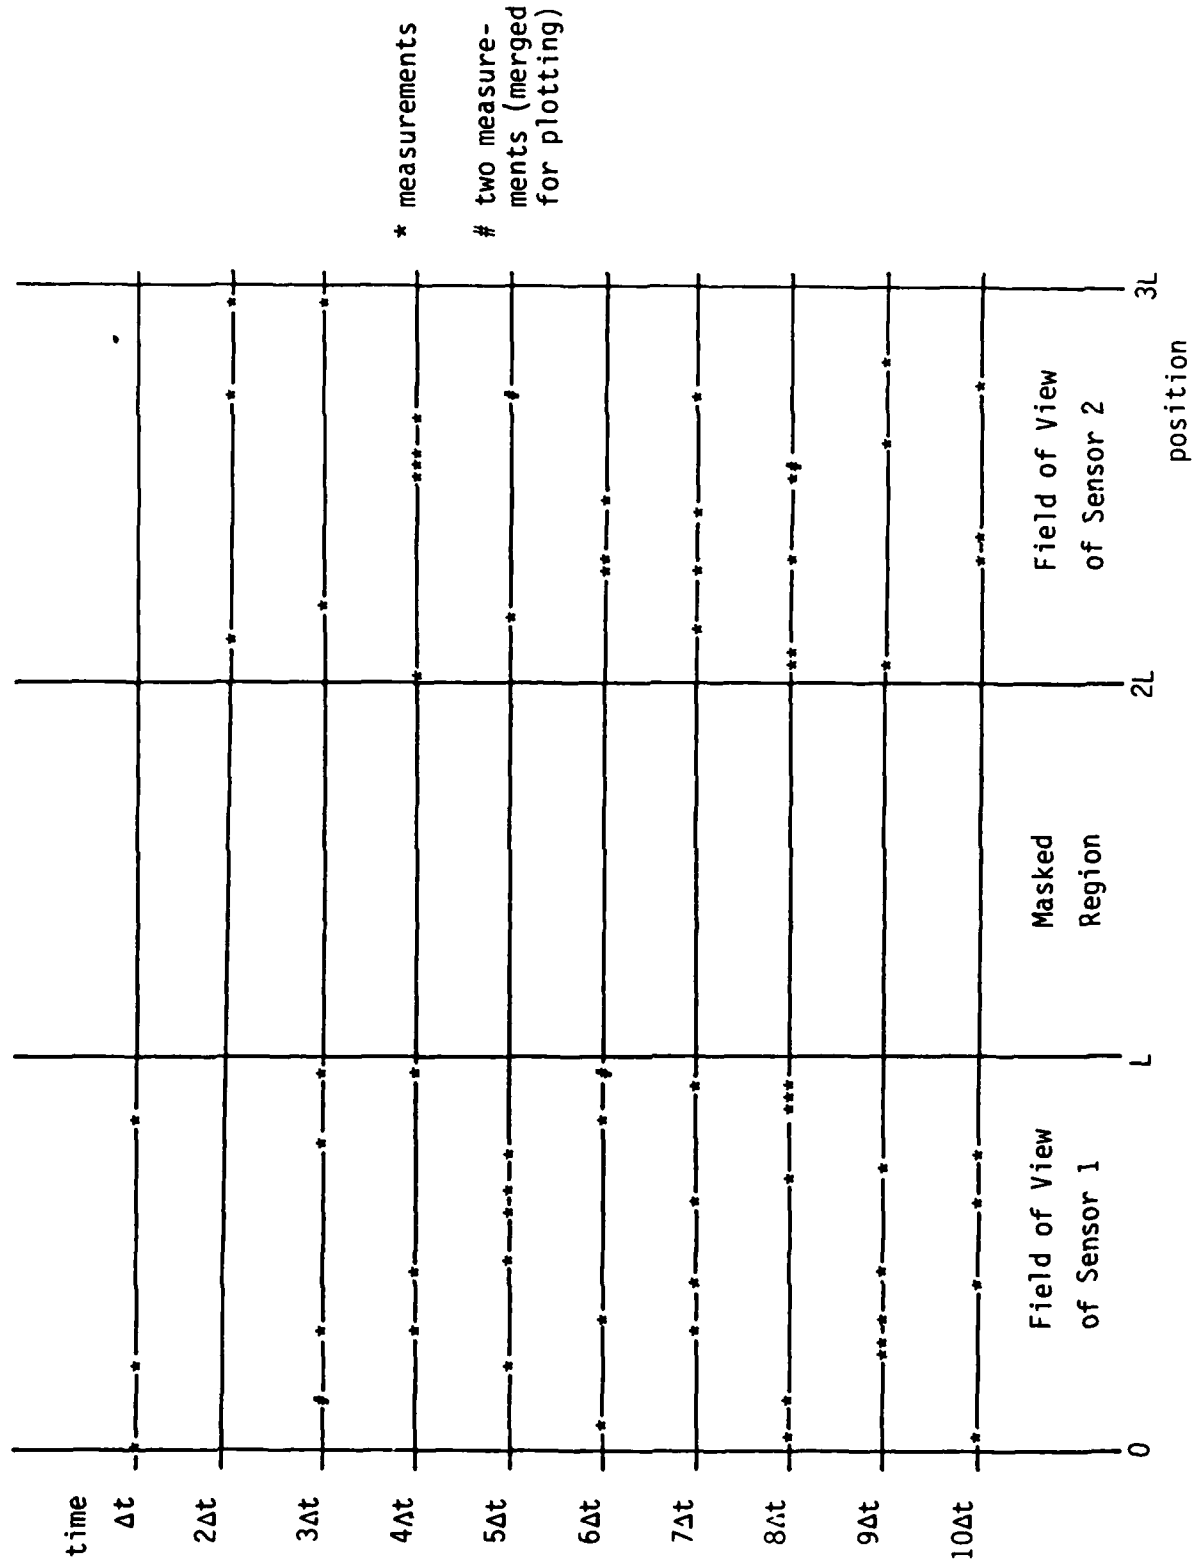 time
Δt
2Δt
3Δt
4Δt
5Δt
6Δt
7Δt
8Δt
9Δt
10Δt
* measurements
# two measure-
ments (merged
for plotting)
0
L
2L
3L
Field of View
of Sensor 1
Masked
Region
Field of View
of Sensor 2
position